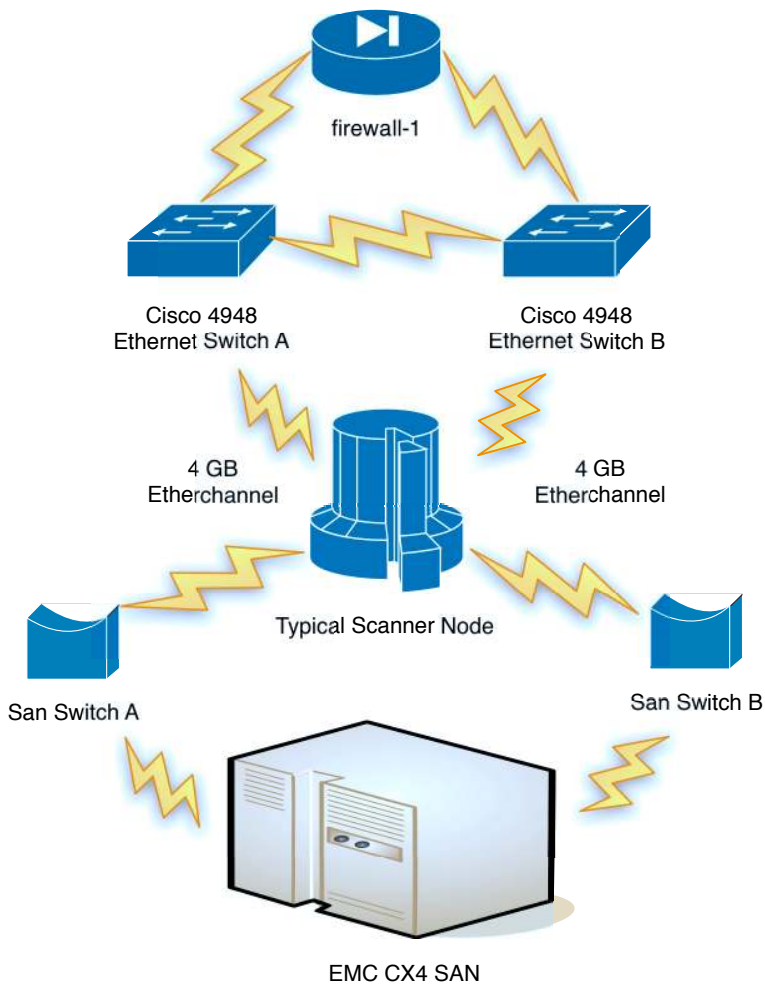 firewall-1
Cisco 4948
Ethernet Switch A
Cisco 4948
Ethernet Switch B
4 GB
Etherchannel
4 GB
Etherchannel
Typical Scanner Node
San Switch A
San Switch B
EMC CX4 SAN